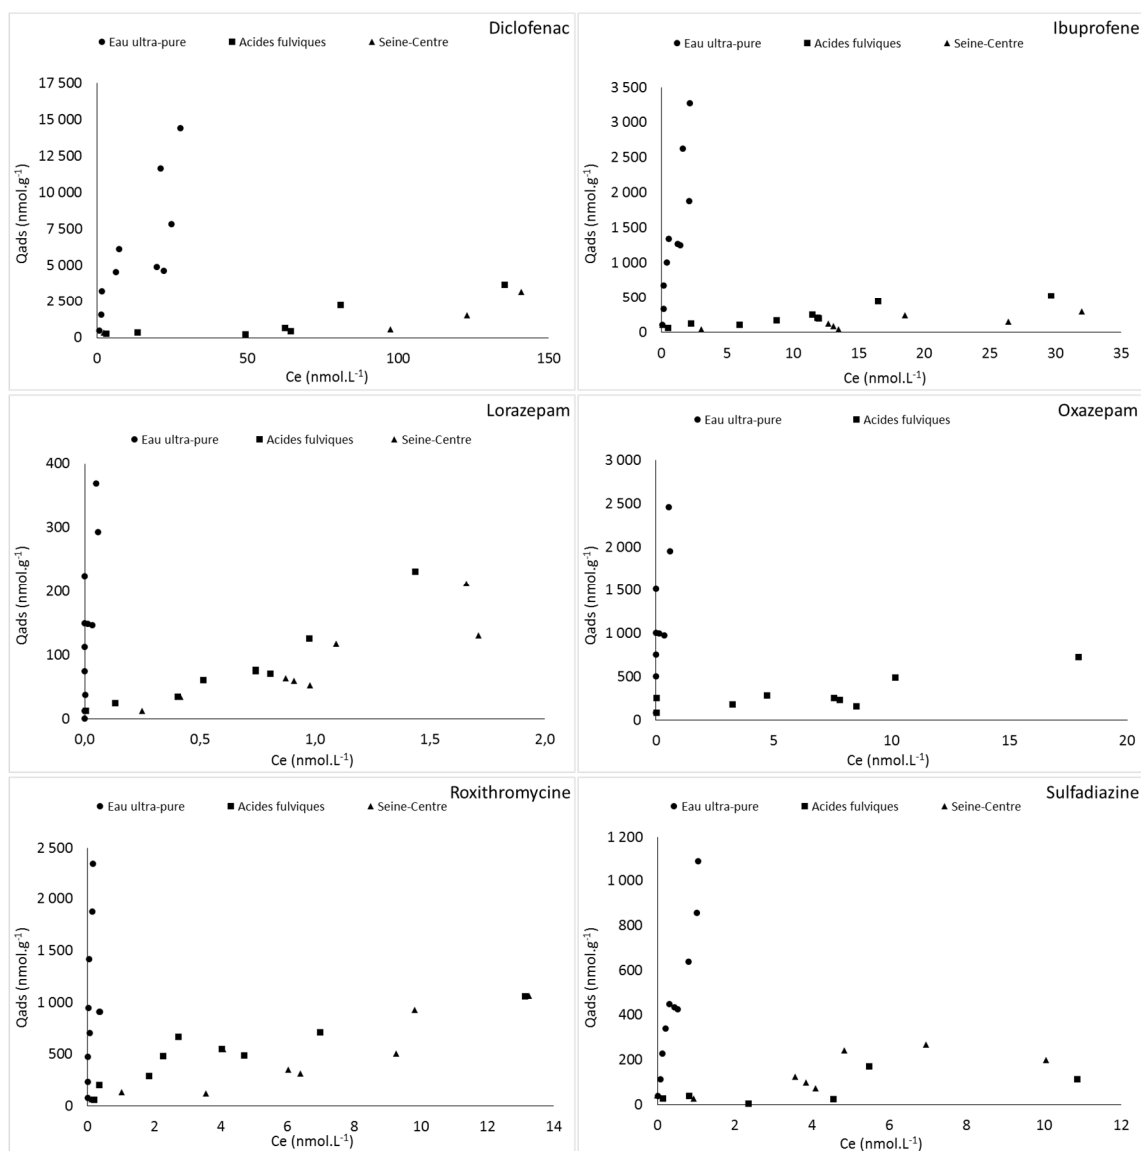 Diclofenac
Eau ultra-pure Acides fulviques Seine-Centre
17 500
15 000
12 500
10 000
7 500
5 000
2 500
0
Qads (nmol.g⁻¹)
0 50 100 150
Ce (nmol.L⁻¹)
Ibuprofene
Eau ultra-pure Acides fulviques Seine-Centre
3 500
3 000
2 500
2 000
1 500
1 000
500
0
Qads (nmol.g⁻¹)
0 5 10 15 20 25 30 35
Ce (nmol.L⁻¹)
Lorazepam
Eau ultra-pure Acides fulviques Seine-Centre
400
300
200
100
0
Qads (nmol.g⁻¹)
0,0 0,5 1,0 1,5 2,0
Ce (nmol.L⁻¹)
Oxazepam
Eau ultra-pure Acides fulviques
3 000
2 500
2 000
1 500
1 000
500
0
Qads (nmol.g⁻¹)
0 5 10 15 20
Ce (nmol.L⁻¹)
Roxithromycine
Eau ultra-pure Acides fulviques Seine-Centre
2 500
2 000
1 500
1 000
500
0
Qads (nmol.g⁻¹)
0 2 4 6 8 10 12 14
Ce (nmol.L⁻¹)
Sulfadiazine
Eau ultra-pure Acides fulviques Seine-Centre
1 200
1 000
800
600
400
200
0
Qads (nmol.g⁻¹)
0 2 4 6 8 10 12
Ce (nmol.L⁻¹)